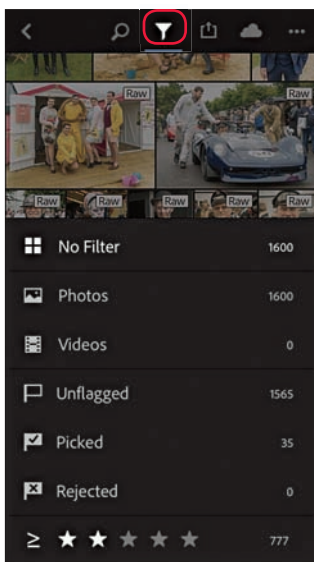 Raw Raw
Raw Raw Raw Raw Raw
No Filter 1600
Photos 1600
Videos 0
Unflagged 1565
Picked 35
Rejected 0
≥ ★ ★ ★ ★ ★ 777